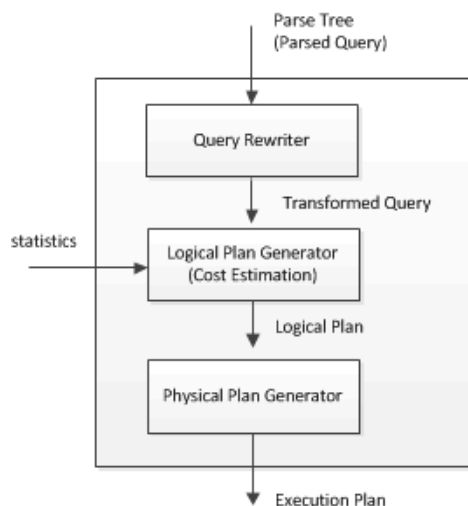 Parse Tree
(Parsed Query)
Query Rewriter
Transformed Query
statistics
Logical Plan Generator
(Cost Estimation)
Logical Plan
Physical Plan Generator
Execution Plan